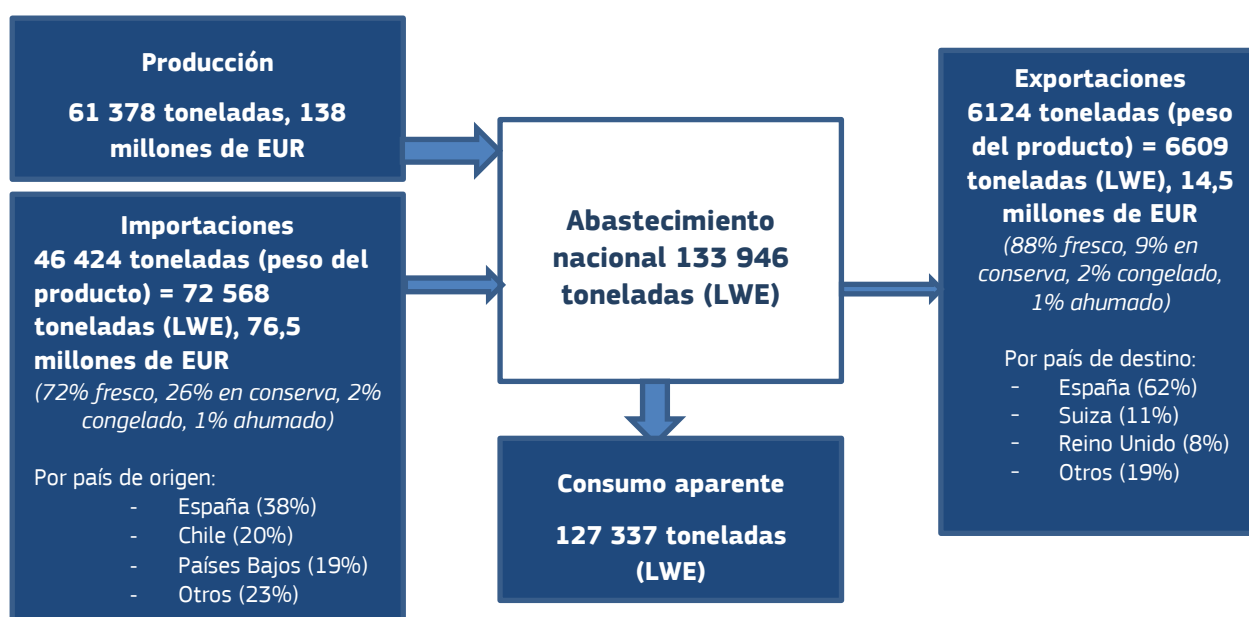 Producción
61 378 toneladas, 138
millones de EUR
Importaciones
46 424 toneladas (peso del
producto) = 72 568
toneladas (LWE), 76,5
millones de EUR
(72% fresco, 26% en conserva, 2%
congelado, 1% ahumado)
Por país de origen:
- España (38%)
- Chile (20%)
- Países Bajos (19%)
- Otros (23%)
Abastecimiento
nacional 133 946
toneladas (LWE)
Consumo aparente
127 337 toneladas
(LWE)
Exportaciones
6124 toneladas (peso
del producto) = 6609
toneladas (LWE), 14,5
millones de EUR
(88% fresco, 9% en
conserva, 2% congelado,
1% ahumado)
Por país de destino:
- España (62%)
- Suiza (11%)
- Reino Unido (8%)
- Otros (19%)